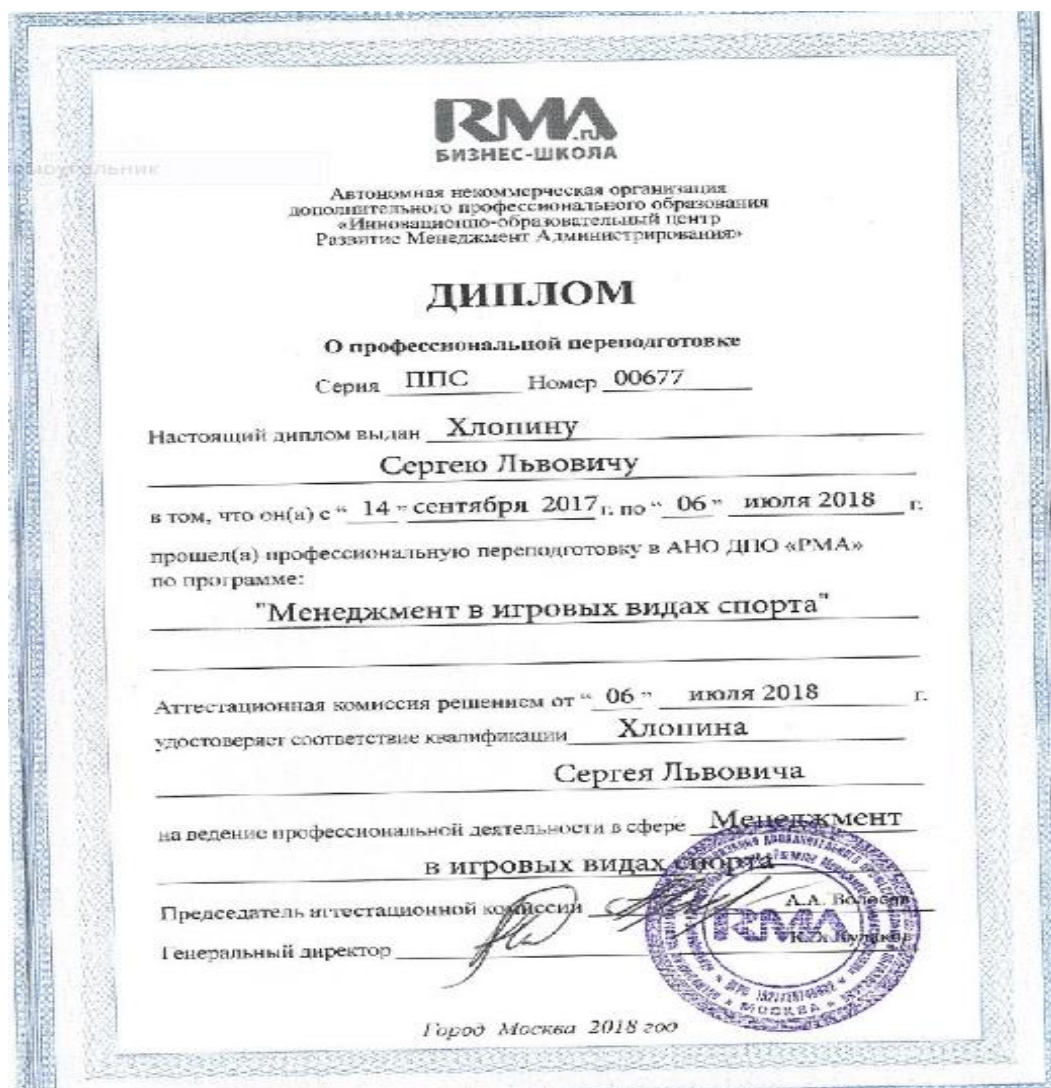 RMA
.ru
БИЗНЕС-ШКОЛА
Автономная некоммерческая организация
дополнительного профессионального образования
«Инновационно-образовательный центр
Развитие Менеджмент Администрирования»
ДИПЛОМ
О профессиональной переподготовке
Серия ППС Номер 00677
Настоящий диплом выдан Хлопину
Сергею Львовичу
в том, что он(а) с “ 14 ” сентября 2017 г. по “ 06 ” июля 2018 г.
прошел(а) профессиональную переподготовку в АНО ДПО «РМА»
по программе:
"Менеджмент в игровых видах спорта"
Аттестационная комиссия решением от “ 06 ” июля 2018 г.
удостоверяет соответствие квалификации Хлопина
Сергея Львовича
на ведение профессиональной деятельности в сфере Менеджмент
в игровых видах спорта
Председатель аттестационной комиссии А.А.
Генеральный директор
RMA
МОСКВА
Город Москва 2018 год